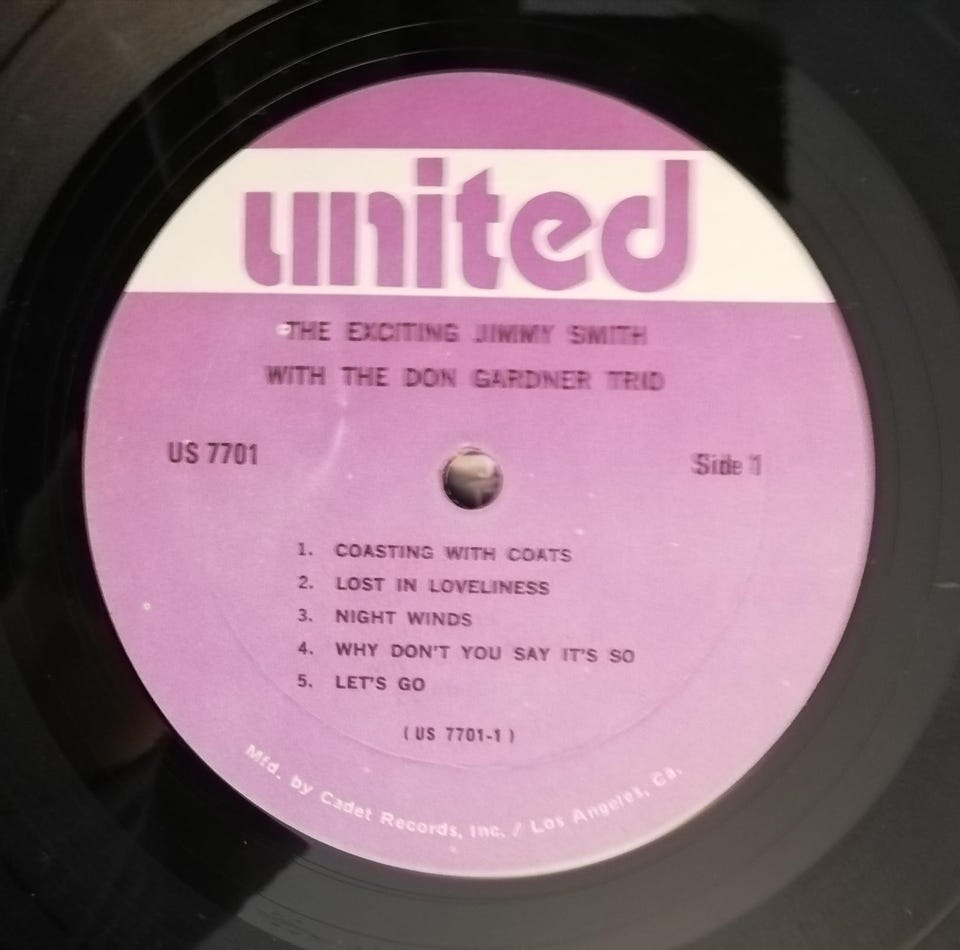 united
THE EXCITING JIMMY SMITH
WITH THE DON GARDNER TRIO
US 7701
Side 1
1. COASTING WITH COATS
2. LOST IN LOVELINESS
3. NIGHT WINDS
4. WHY DON'T YOU SAY IT'S SO
5. LET'S GO
( US 7701-1 )
Mfd. by Cadet Records, Inc. / Los Angeles, Ca.